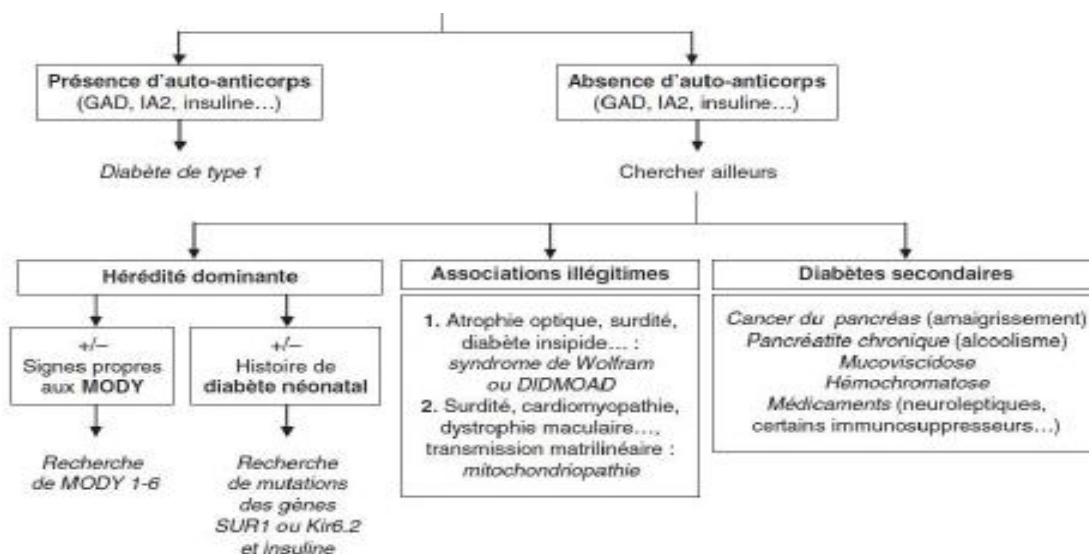 Présence d'auto-anticorps
(GAD, IA2, insuline...)
Absence d'auto-anticorps
(GAD, IA2, insuline...)
Diabète de type 1
Chercher ailleurs
Hérédité dominante
+/–
Signes propres
aux MODY
+/–
Histoire de
diabète néonatal
Recherche
de MODY 1-6
Recherche
de mutations
des gènes
SUR1 ou Kir6.2
et insuline
Associations illégitimes
1. Atrophie optique, surdité,
diabète insipide... :
syndrome de Wolfram
ou DIDMOAD
2. Surdité, cardiomyopathie,
dystrophie maculaire...,
transmission matrilinéaire :
mitochondriopathie
Diabètes secondaires
Cancer du pancréas (amaigrissement)
Pancréatite chronique (alcoolisme)
Mucoviscidose
Hémochromatose
Médicaments (neuroleptiques,
certains immunosuppresseurs...)